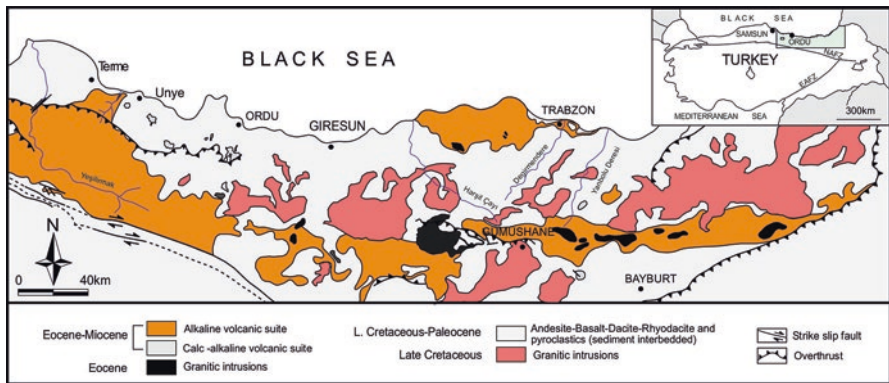 BLACK SEA
Terme
Unye
ORDU
GIRESUN
TRABZON
Yeşilırmak
Harşit Çayı
Değirmendere
Yanbolu Deresi
GUMUSHANE
BAYBURT
N
0 40km
BLACK SEA
SAMSUN
ORDU
NAFZ
TURKEY
EAFZ
MEDITERRANEAN SEA
300km
Eocene-Miocene
Alkaline volcanic suite
Calc -alkaline volcanic suite
Eocene
Granitic intrusions
L. Cretaceous-Paleocene
Andesite-Basalt-Dacite-Rhyodacite and
pyroclastics (sediment interbedded)
Late Cretaceous
Granitic intrusions
Strike slip fault
Overthrust